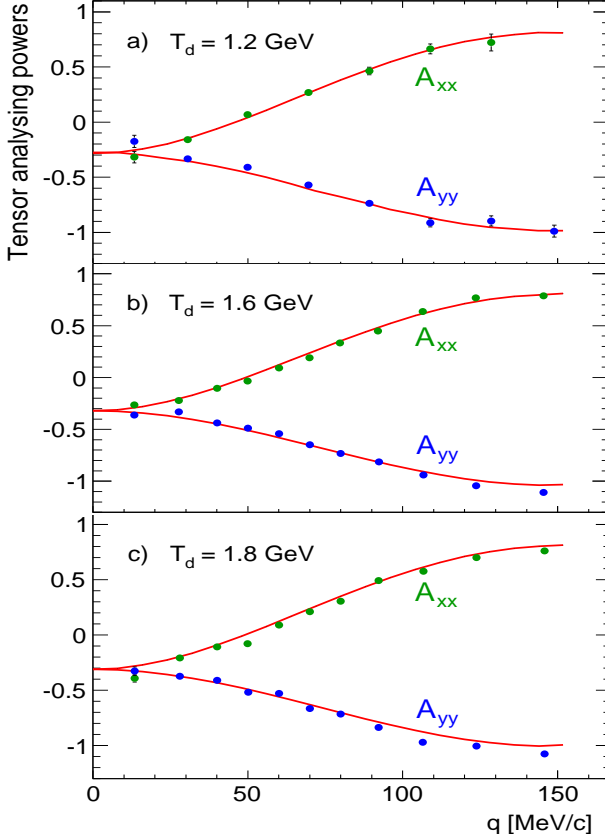 Tensor analysing powers
1
0.5
0
-0.5
-1
a) T_d = 1.2 GeV
A_xx
A_yy
1
0.5
0
-0.5
-1
b) T_d = 1.6 GeV
A_xx
A_yy
1
0.5
0
-0.5
-1
c) T_d = 1.8 GeV
A_xx
A_yy
0 50 100 150
q [MeV/c]